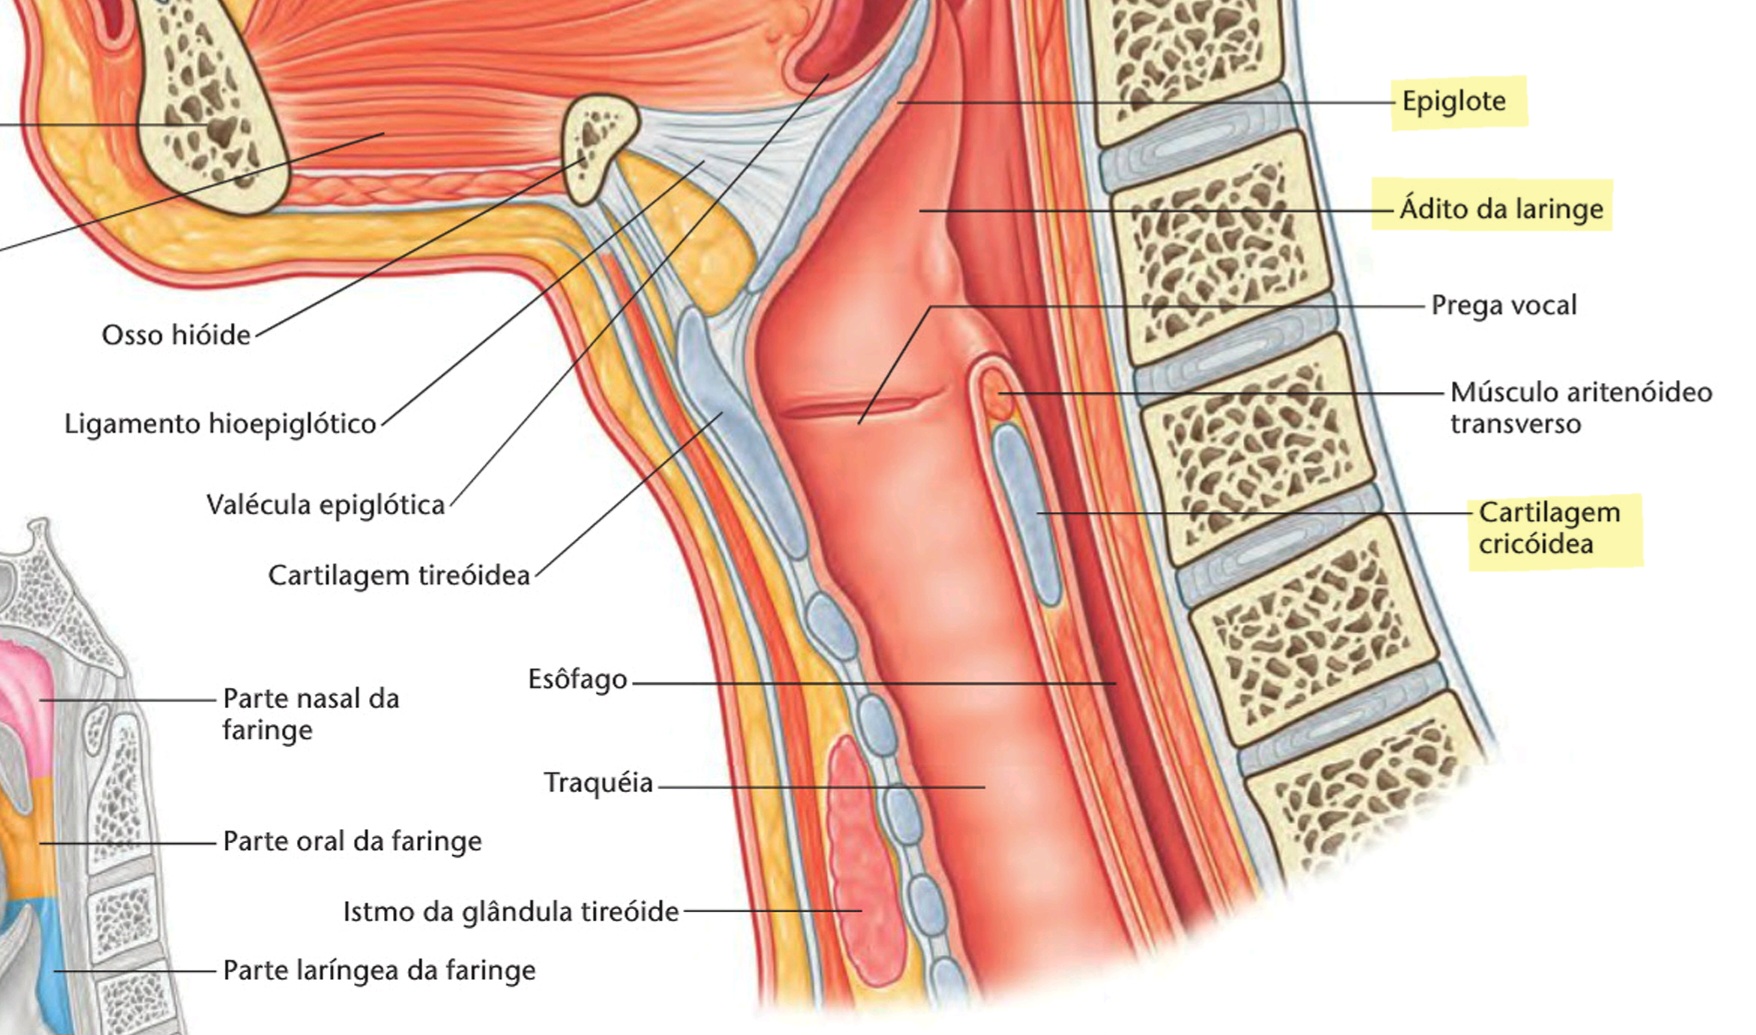 Epiglote
Ádito da laringe
Prega vocal
Músculo aritenóideo
transverso
Cartilagem
cricóidea
Osso hióide
Ligamento hioepiglótico
Valécula epiglótica
Cartilagem tireóidea
Esôfago
Traquéia
Istmo da glândula tireóide
Parte nasal da
faringe
Parte oral da faringe
Parte laríngea da faringe